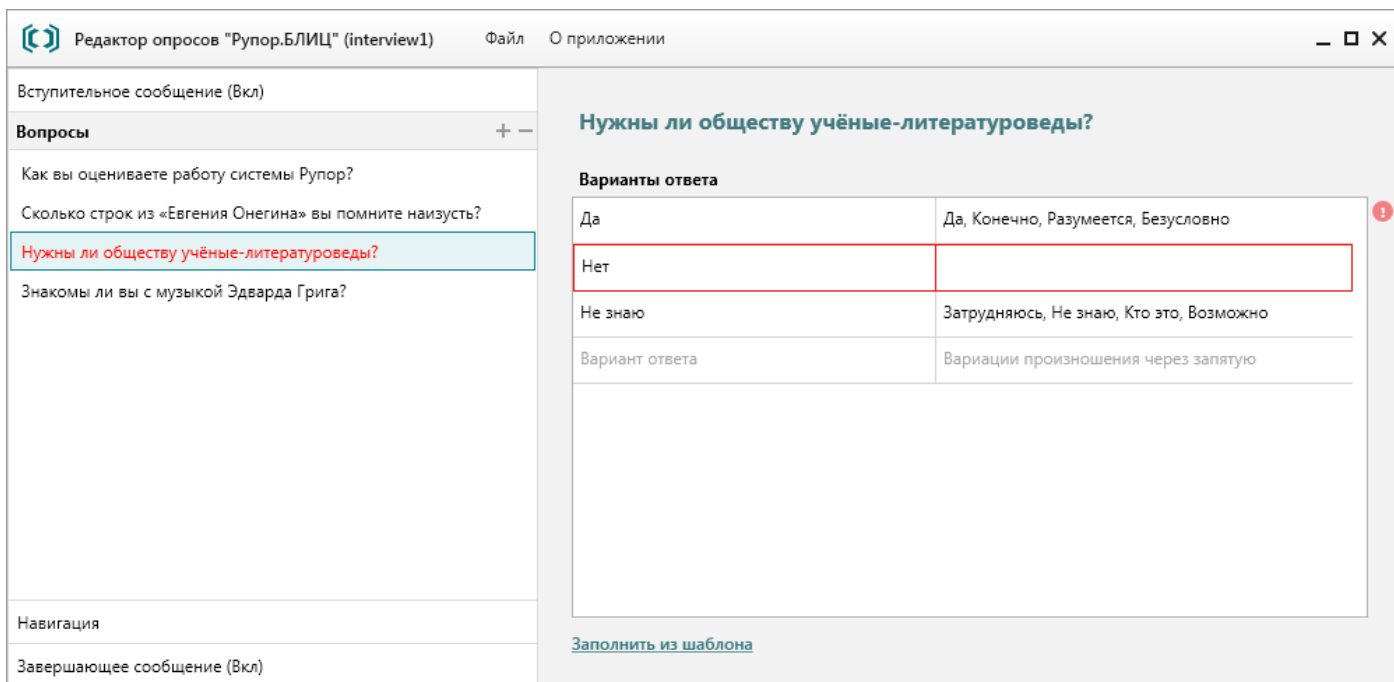 Редактор опросов "Рупор.БЛИЦ" (interview1) Файл О приложении
Вступительное сообщение (Вкл)
Вопросы
Как вы оцениваете работу системы Рупор?
Сколько строк из «Евгения Онегина» вы помните наизусть?
Нужны ли обществу учёные-литературоведы?
Знакомы ли вы с музыкой Эдварда Грига?
Навигация
Завершающее сообщение (Вкл)
Нужны ли обществу учёные-литературоведы?
Варианты ответа
Да Да, Конечно, Разумеется, Безусловно
Нет
Не знаю Затрудняюсь, Не знаю, Кто это, Возможно
Вариант ответа Вариации произношения через запятую
Заполнить из шаблона